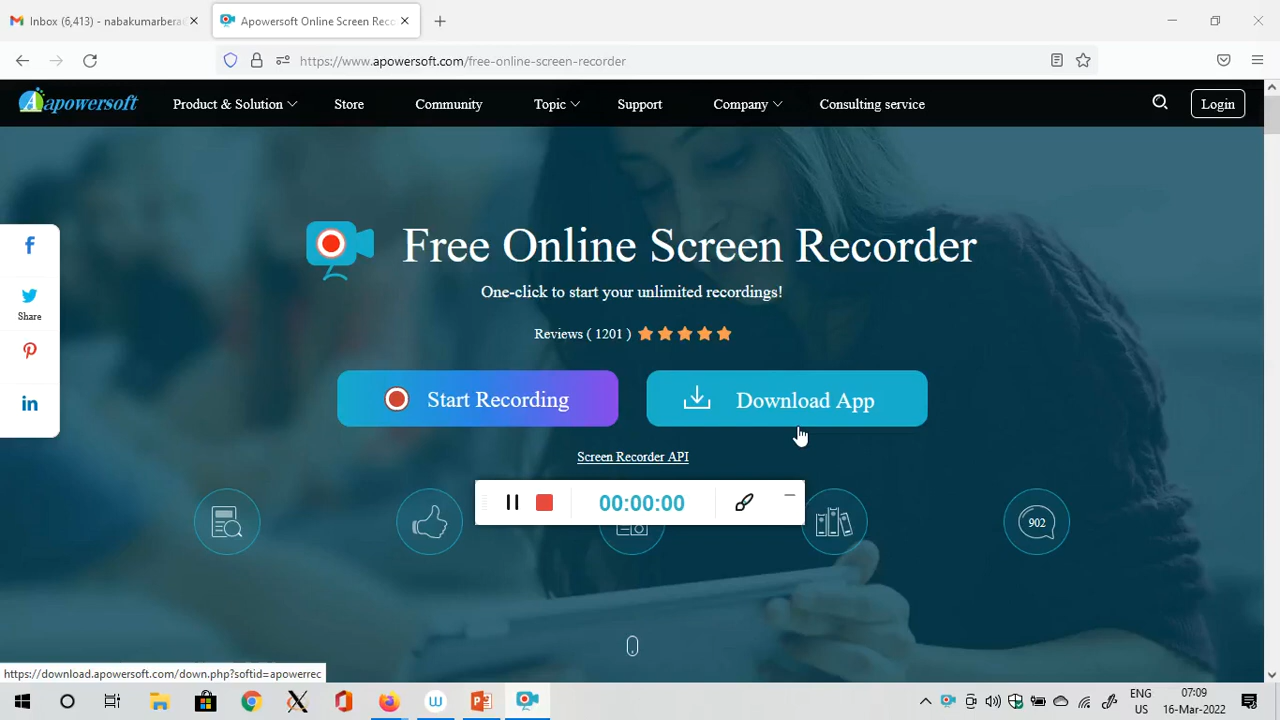 Inbox (6,413) - nabakumarbera
Apowersoft Online Screen Reco
https://www.apowersoft.com/free-online-screen-recorder
apowersoft
Product & Solution
Store
Community
Topic
Support
Company
Consulting service
Login
Free Online Screen Recorder
One-click to start your unlimited recordings!
Reviews ( 1201 )
Share
Start Recording
Download App
Screen Recorder API
00:00:00
902
https://download.apowersoft.com/down.php?softid=apowerrec
ENG
US
07:09
16-Mar-2022